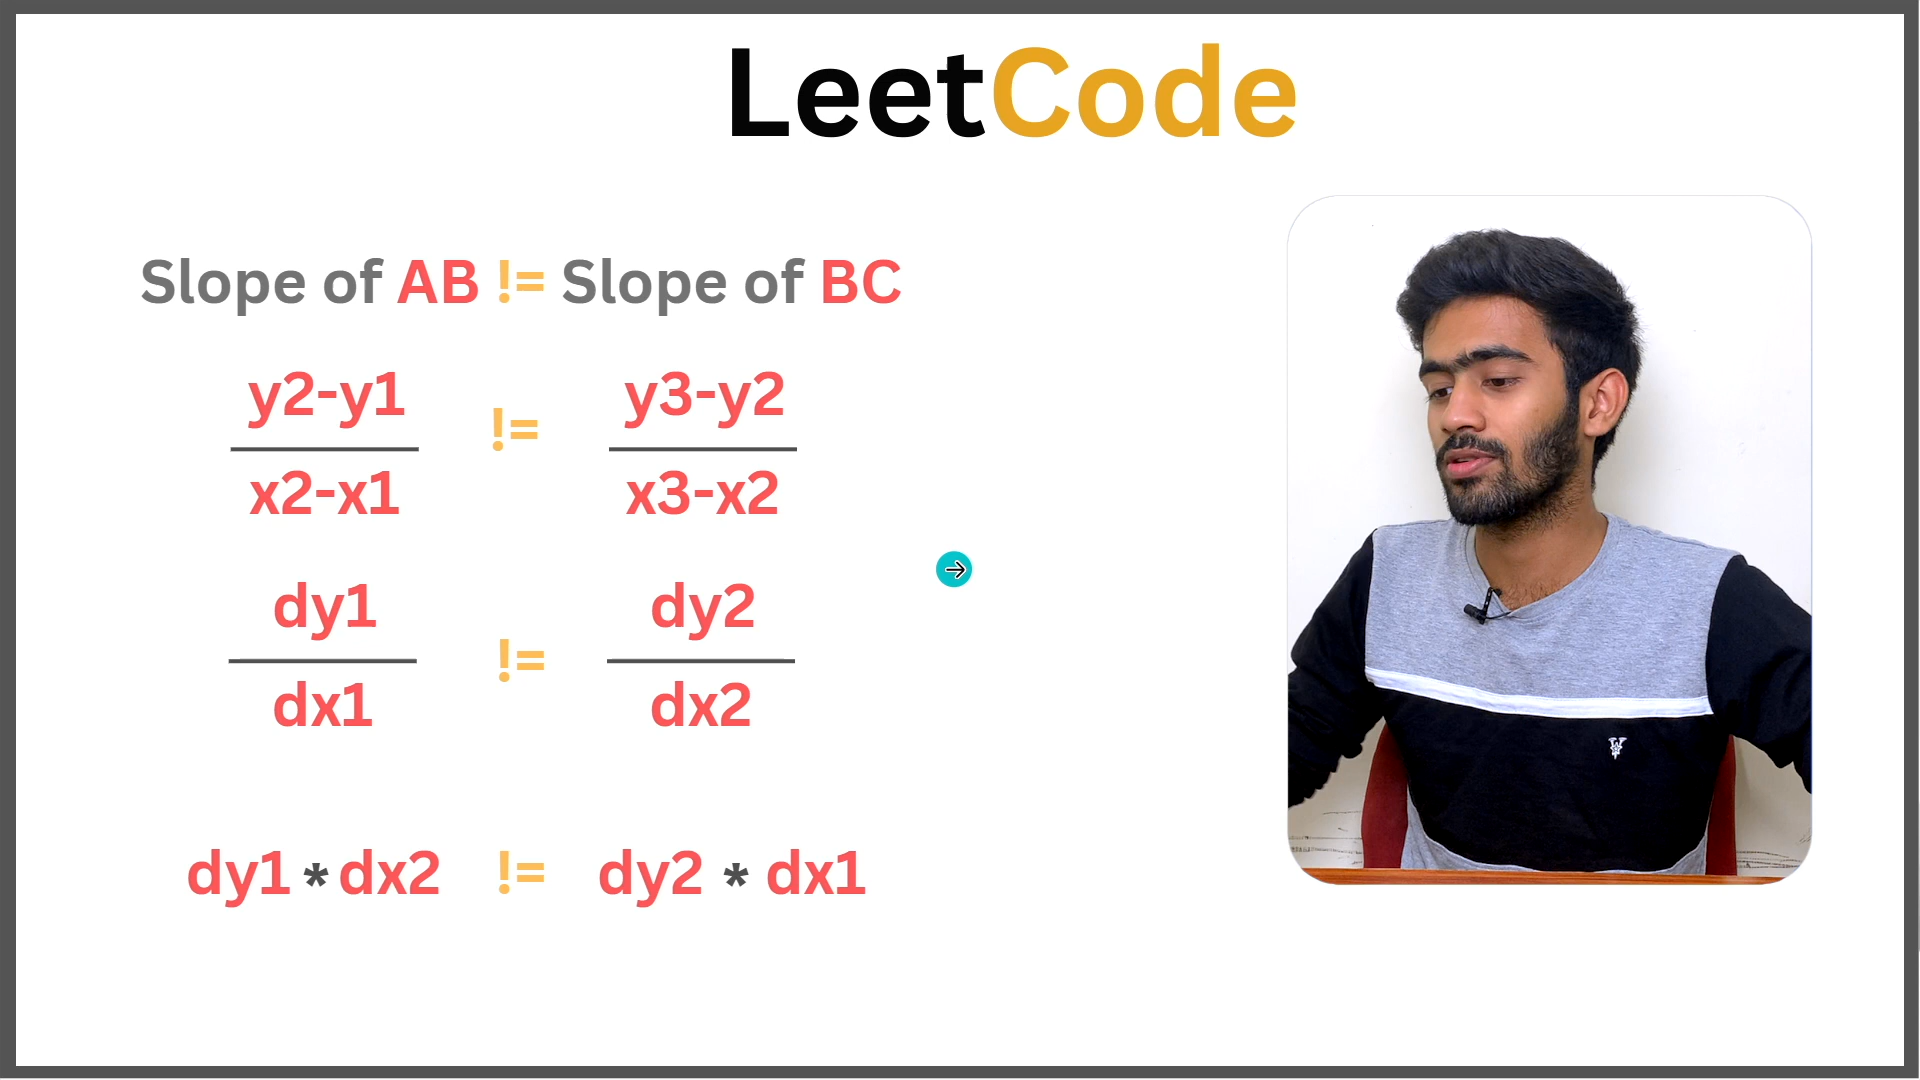 LeetCode
Slope of AB != Slope of BC
y2-y1 != y3-y2
x2-x1 x3-x2
dy1 != dy2
dx1 dx2
dy1 * dx2 != dy2 * dx1